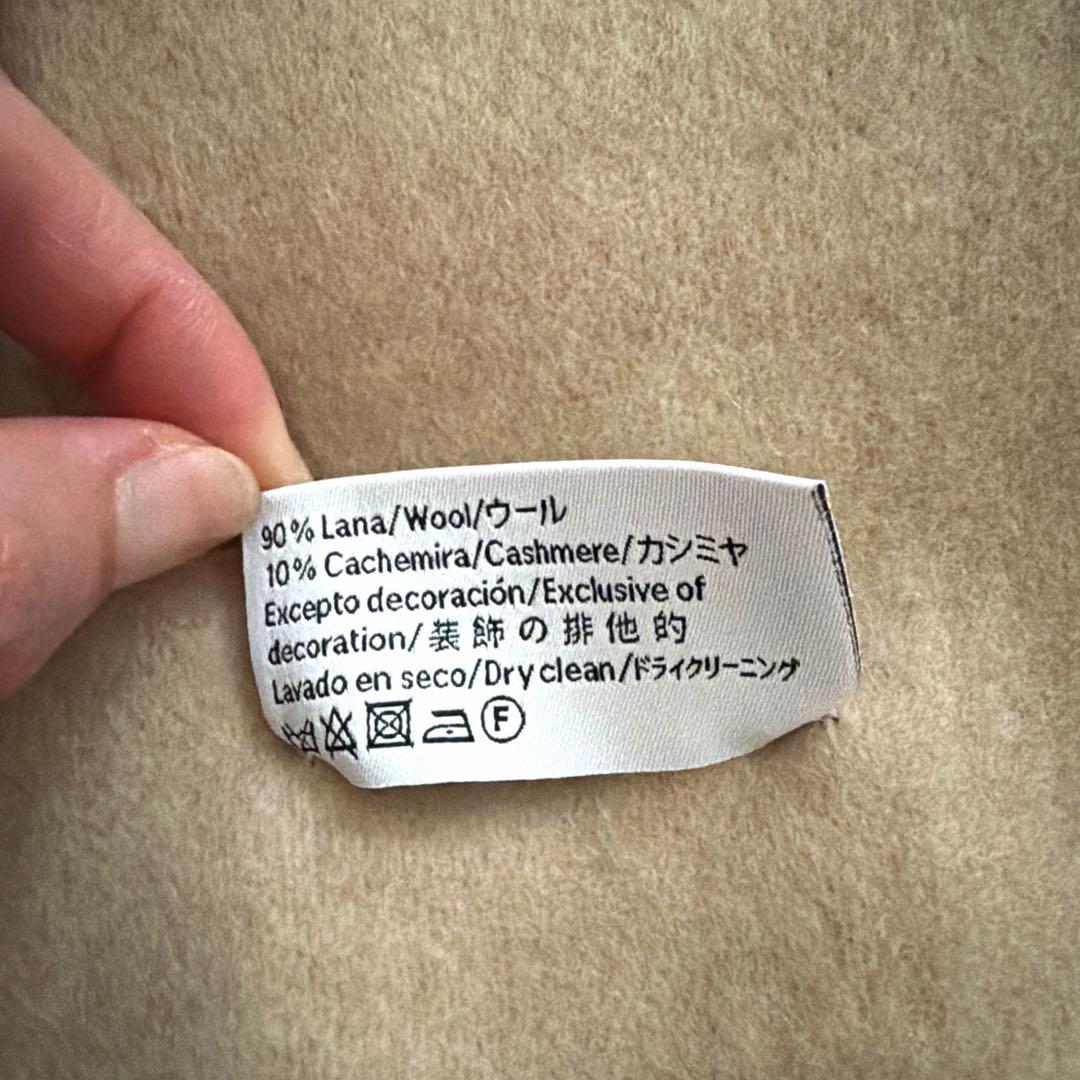 90% Lana/Wool/ウール
10% Cachemira/Cashmere/カシミヤ
Excepto decoración/Exclusive of
decoration/装飾の排他的
Lavado en seco/Dry clean/ドライクリーニング
F